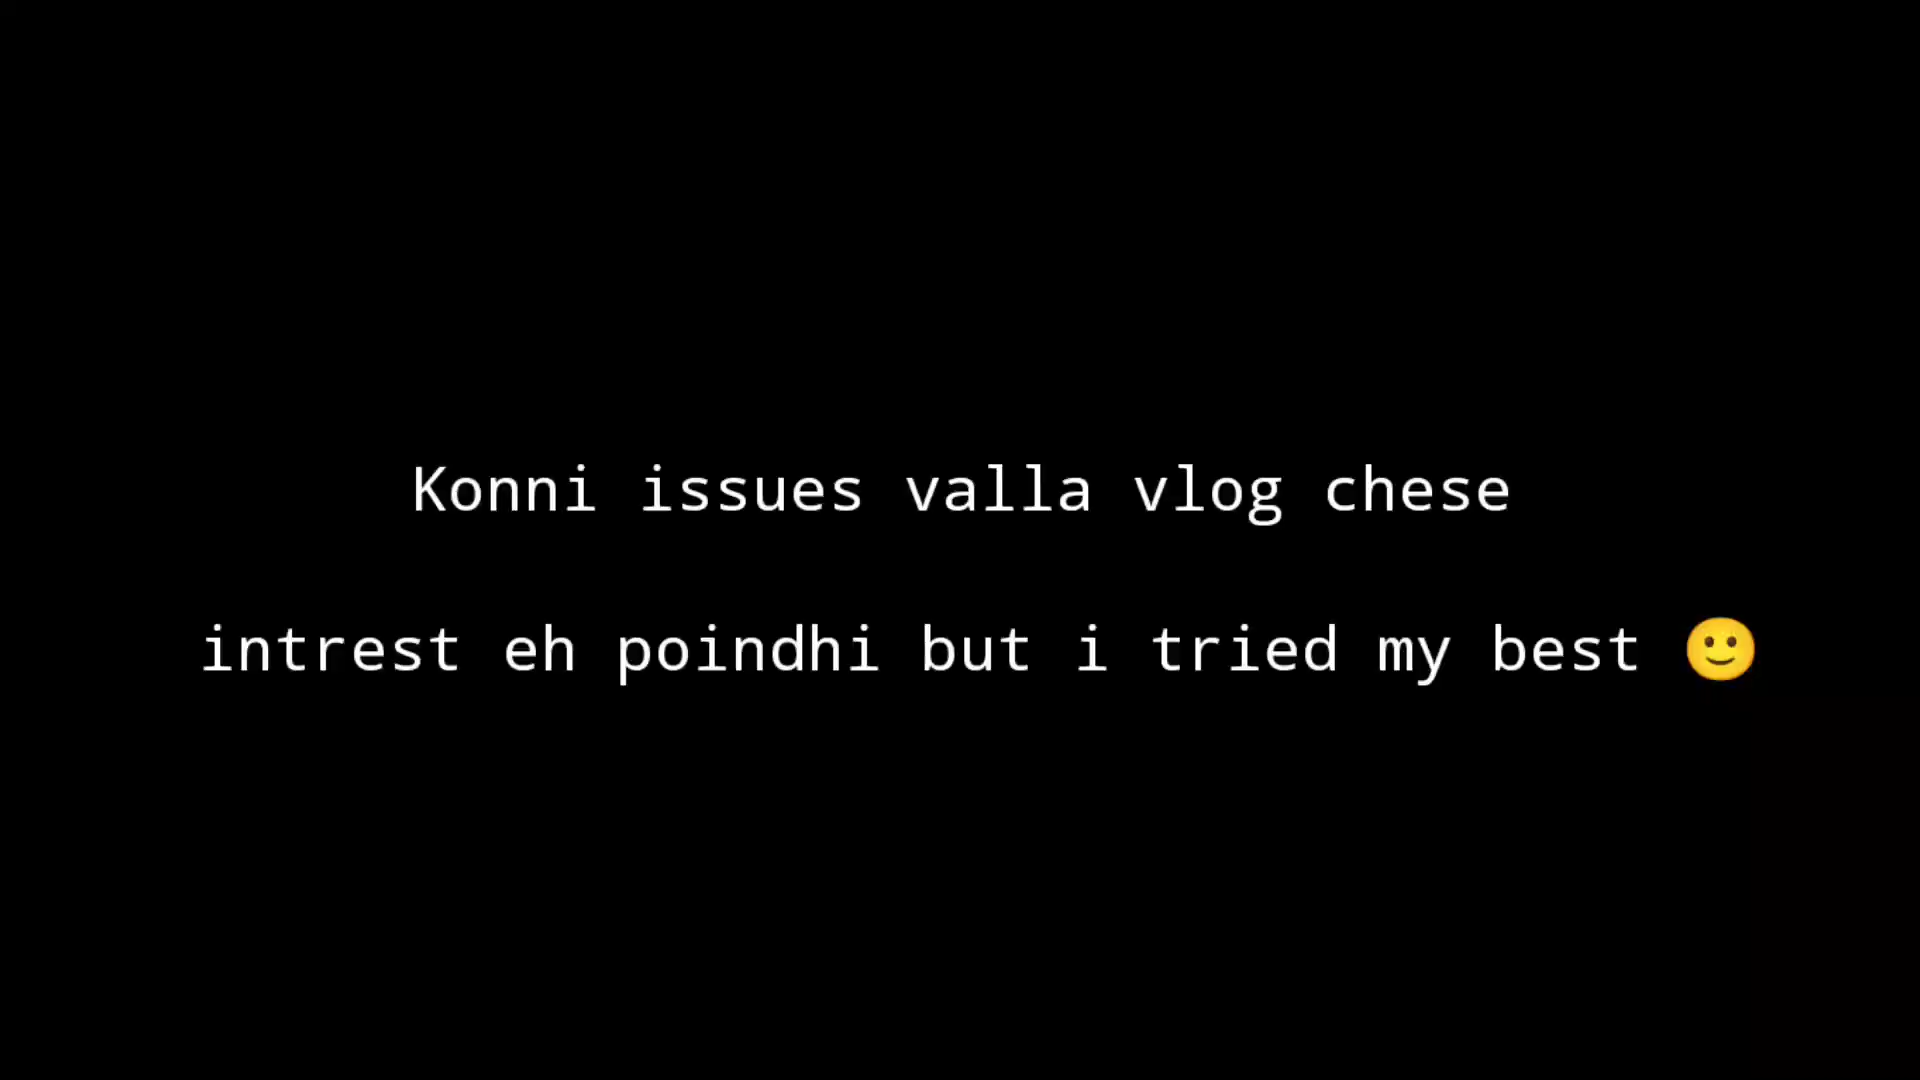 Konni issues valla vlog chese
intrest eh poindhi but i tried my best 🙂